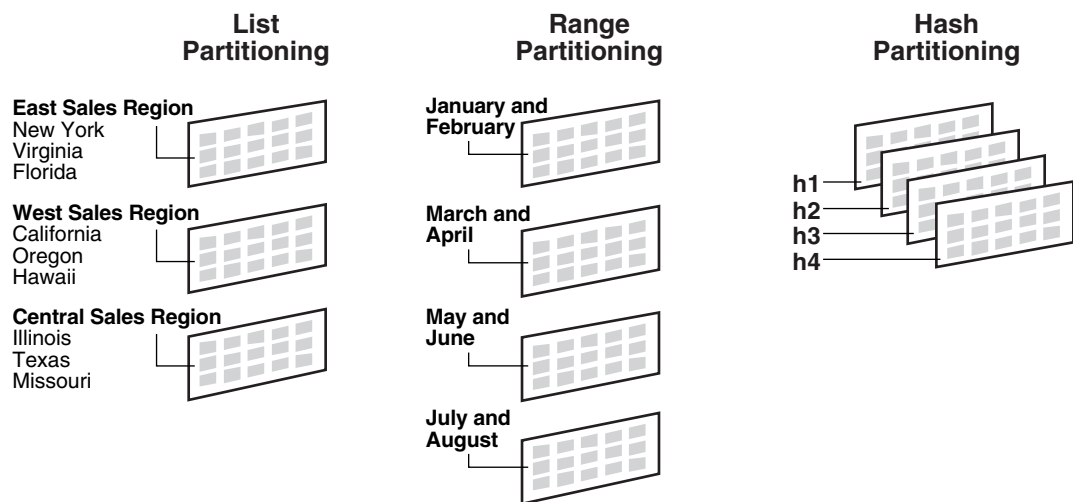 List
Partitioning
East Sales Region
New York
Virginia
Florida
West Sales Region
California
Oregon
Hawaii
Central Sales Region
Illinois
Texas
Missouri
Range
Partitioning
January and
February
March and
April
May and
June
July and
August
Hash
Partitioning
h1
h2
h3
h4